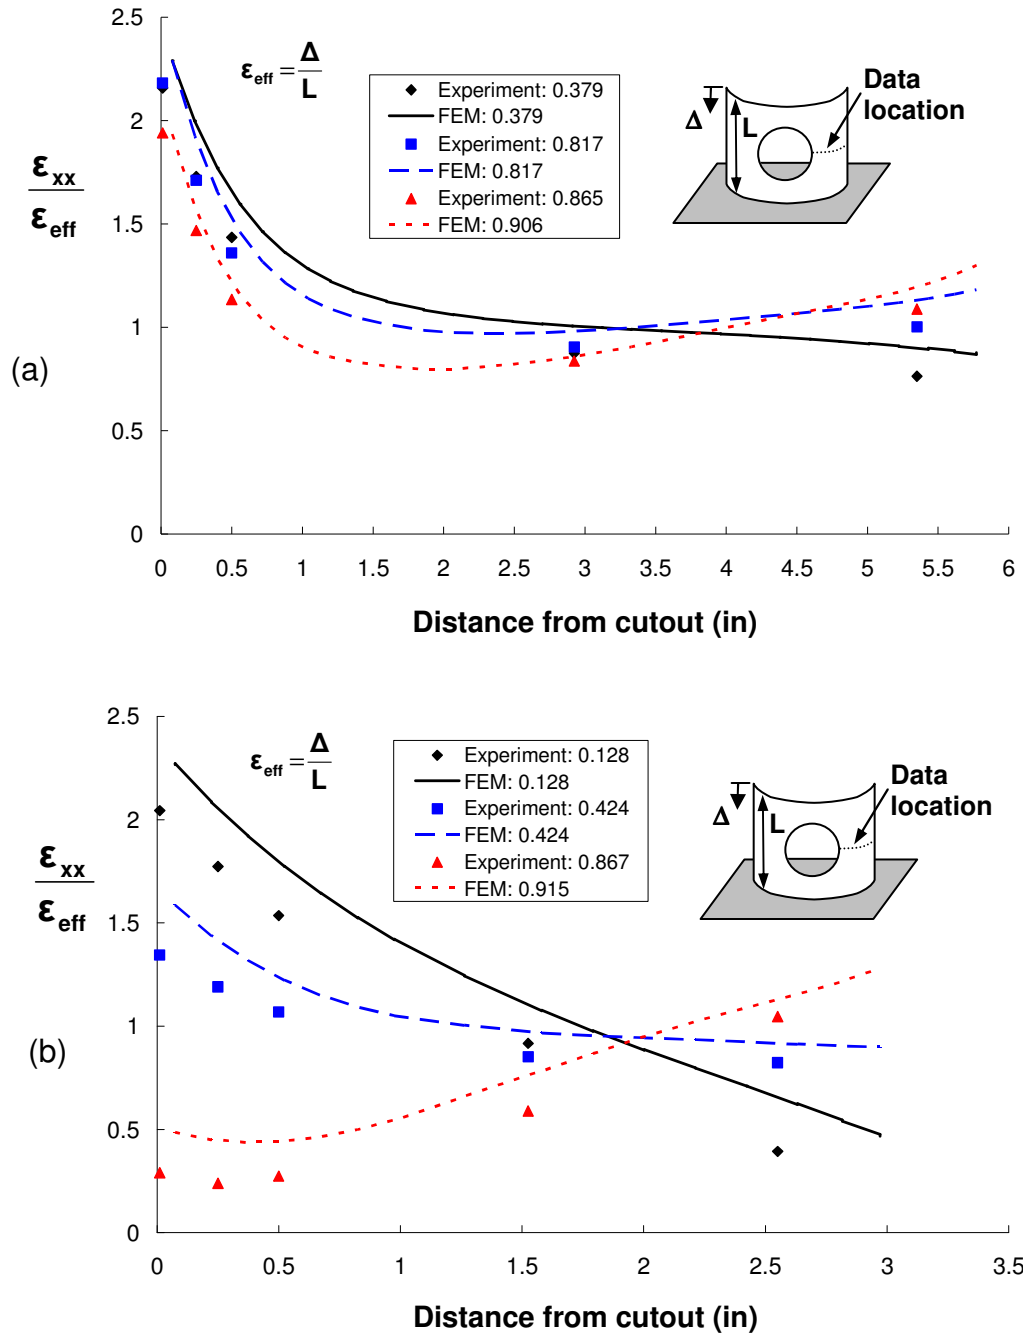 2.5
2
1.5
1
0.5
0
ε_xx
ε_eff
ε_eff = Δ
L
Experiment: 0.379
FEM: 0.379
Experiment: 0.817
FEM: 0.817
Experiment: 0.865
FEM: 0.906
Δ
L
Data
location
(a)
0 0.5 1 1.5 2 2.5 3 3.5 4 4.5 5 5.5 6
Distance from cutout (in)
2.5
2
1.5
1
0.5
0
ε_xx
ε_eff
ε_eff = Δ
L
Experiment: 0.128
FEM: 0.128
Experiment: 0.424
FEM: 0.424
Experiment: 0.867
FEM: 0.915
Δ
L
Data
location
(b)
0 0.5 1 1.5 2 2.5 3 3.5
Distance from cutout (in)